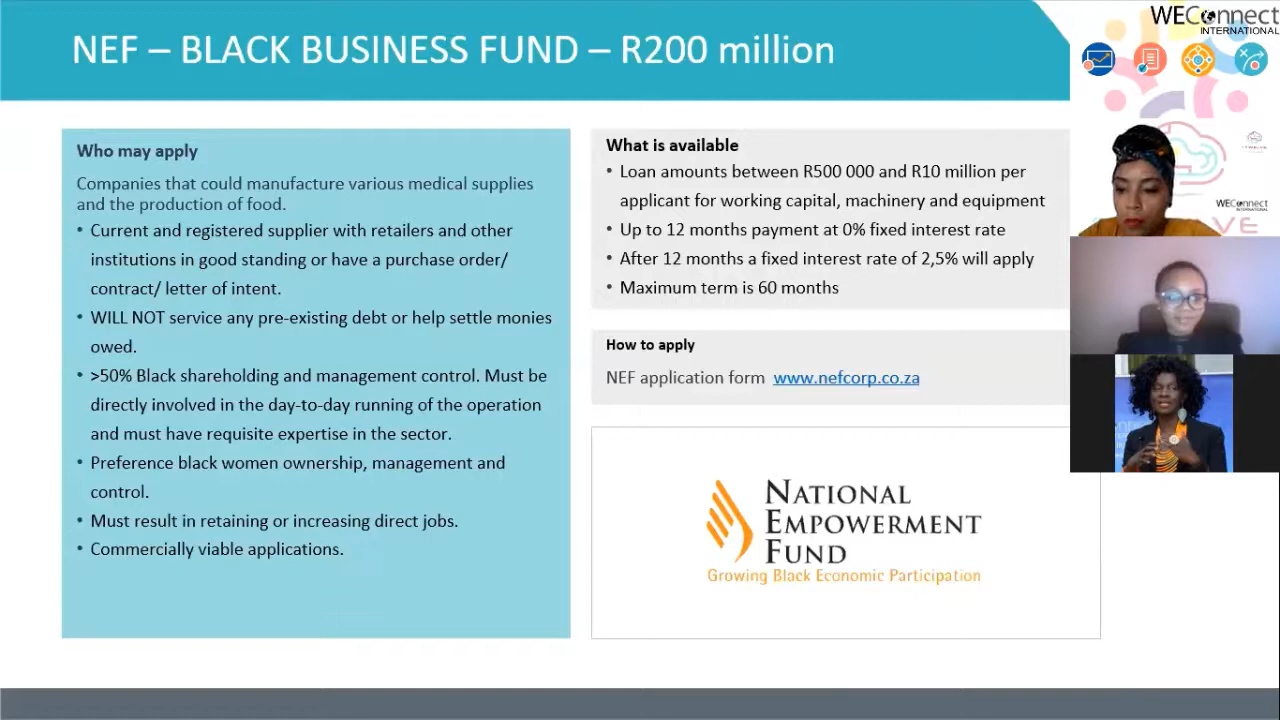 NEF – BLACK BUSINESS FUND – R200 million
WEConnect
INTERNATIONAL
Who may apply
Companies that could manufacture various medical supplies
and the production of food.
• Current and registered supplier with retailers and other
institutions in good standing or have a purchase order/
contract/ letter of intent.
• WILL NOT service any pre-existing debt or help settle monies
owed.
• >50% Black shareholding and management control. Must be
directly involved in the day-to-day running of the operation
and must have requisite expertise in the sector.
• Preference black women ownership, management and
control.
• Must result in retaining or increasing direct jobs.
• Commercially viable applications.
What is available
• Loan amounts between R500 000 and R10 million per
applicant for working capital, machinery and equipment
• Up to 12 months payment at 0% fixed interest rate
• After 12 months a fixed interest rate of 2,5% will apply
• Maximum term is 60 months
How to apply
NEF application form www.nefcorp.co.za
NATIONAL
EMPOWERMENT
FUND
Growing Black Economic Participation
WEConnect
INTERNATIONAL